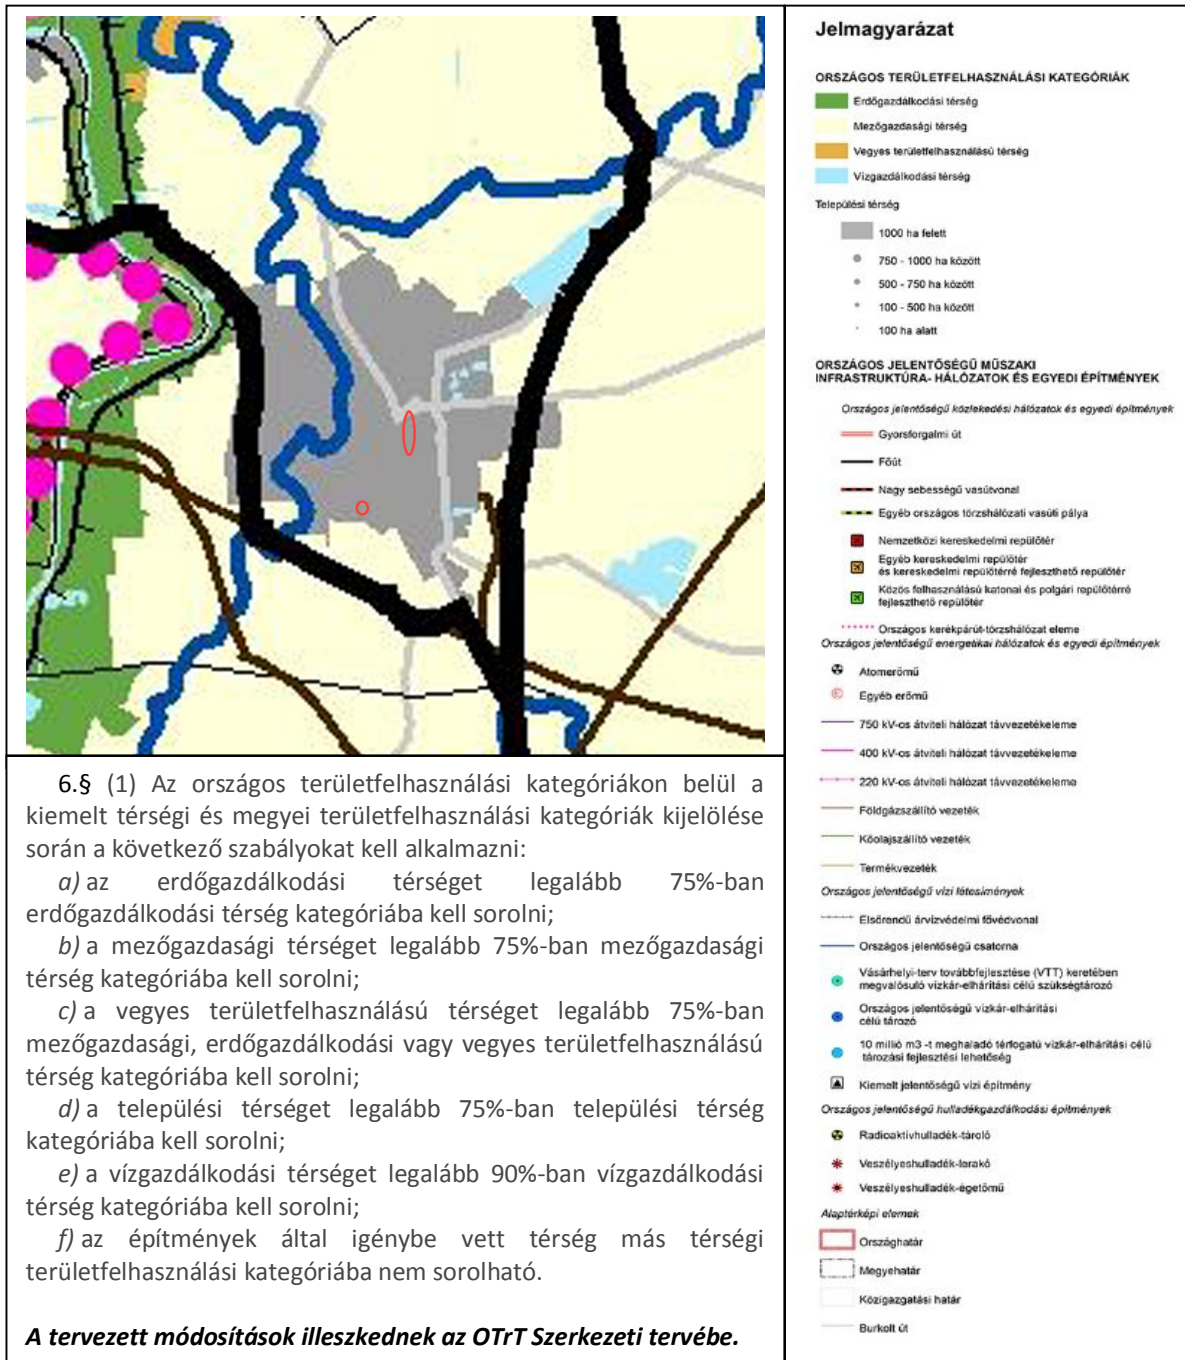 6.§ (1) Az országos területfelhasználási kategóriákon belül a
kiemelt térségi és megyei területfelhasználási kategóriák kijelölése
során a következő szabályokat kell alkalmazni:
a) az erdőgazdálkodási térséget legalább 75%-ban
erdőgazdálkodási térség kategóriába kell sorolni;
b) a mezőgazdasági térséget legalább 75%-ban mezőgazdasági
térség kategóriába kell sorolni;
c) a vegyes területfelhasználású térséget legalább 75%-ban
mezőgazdasági, erdőgazdálkodási vagy vegyes területfelhasználású
térség kategóriába kell sorolni;
d) a települési térséget legalább 75%-ban települési térség
kategóriába kell sorolni;
e) a vízgazdálkodási térséget legalább 90%-ban vízgazdálkodási
térség kategóriába kell sorolni;
f) az építmények által igénybe vett térség más térségi
területfelhasználási kategóriába nem sorolható.
A tervezett módosítások illeszkednek az OTrT Szerkezeti tervébe.
Jelmagyarázat
ORSZÁGOS TERÜLETFELHASZNÁLÁSI KATEGÓRIÁK
Erdőgazdálkodási térség
Mezőgazdasági térség
Vegyes területfelhasználású térség
Vízgazdálkodási térség
Települési térség
1000 ha felett
750 - 1000 ha között
500 - 750 ha között
100 - 500 ha között
100 ha alatt
ORSZÁGOS JELENTŐSÉGŰ MŰSZAKI
INFRASTRUKTÚRA- HÁLÓZATOK ÉS EGYEDI ÉPÍTMÉNYEK
Országos jelentőségű közlekedési hálózatok és egyedi építmények
Gyorsforgalmi út
Főút
Nagy sebességű vasútvonal
Egyéb országos törzshálózati vasúti pálya
Nemzetközi kereskedelmi repülőtér
Egyéb kereskedelmi repülőtér
és kereskedelmi repülőtérré fejleszthető repülőtér
Közös felhasználású katonai és polgári repülőtérré
fejleszthető repülőtér
Országos kerékpárút-törzshálózat eleme
Országos jelentőségű energetikai hálózatok és egyedi építmények
Atomerőmű
Egyéb erőmű
750 kV-os átviteli hálózat távvezetékeleme
400 kV-os átviteli hálózat távvezetékeleme
220 kV-os átviteli hálózat távvezetékeleme
Földgázszállító vezeték
Kőolajszállító vezeték
Termékvezeték
Országos jelentőségű vízi létesítmények
Elsőrendű árvízvédelmi fővédvonal
Országos jelentőségű csatorna
Vásárhelyi-terv továbbfejlesztése (VTT) keretében
megvalósuló vízkár-elhárítási célú szükségtározó
Országos jelentőségű vízkár-elhárítási
célú tározó
10 millió m3 -t meghaladó térfogatú vízkár-elhárítási célú
tározási fejlesztési lehetőség
Kiemelt jelentőségű vízi építmény
Országos jelentőségű hulladékgazdálkodási építmények
Radioaktívhulladék-tároló
Veszélyeshulladék-lerakó
Veszélyeshulladék-égetőmű
Alaptérképi elemek
Országhatár
Megyehatár
Közigazgatási határ
Burkolt út